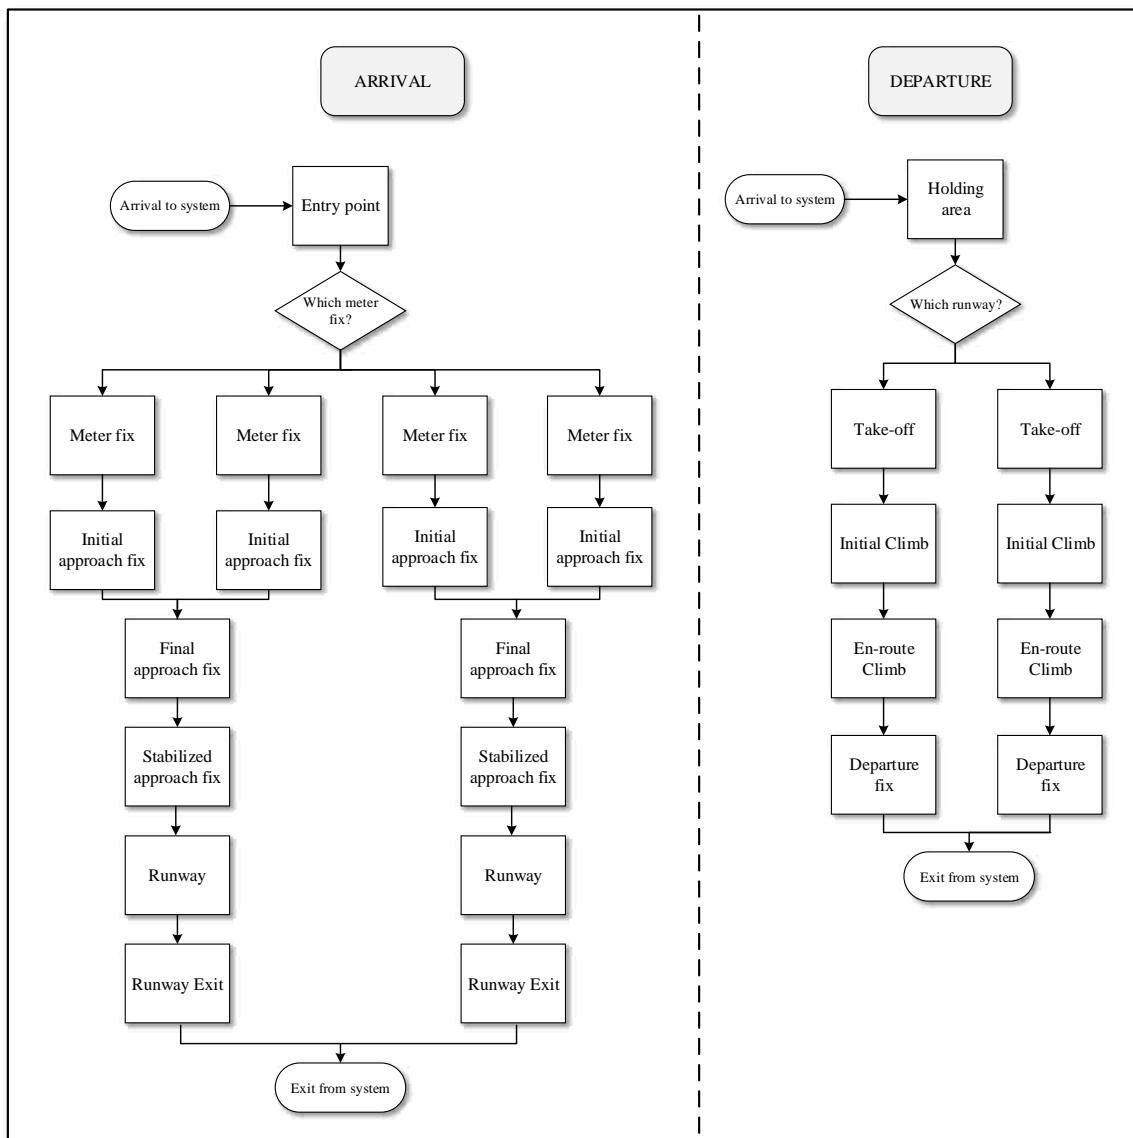 ARRIVAL
DEPARTURE
Arrival to system
Entry point
Which meter
fix?
Meter fix
Meter fix
Meter fix
Meter fix
Initial
approach fix
Initial
approach fix
Initial
approach fix
Initial
approach fix
Final
approach fix
Final
approach fix
Stabilized
approach fix
Stabilized
approach fix
Runway
Runway
Runway Exit
Runway Exit
Exit from system
Arrival to system
Holding
area
Which runway?
Take-off
Take-off
Initial Climb
Initial Climb
En-route
Climb
En-route
Climb
Departure
fix
Departure
fix
Exit from system